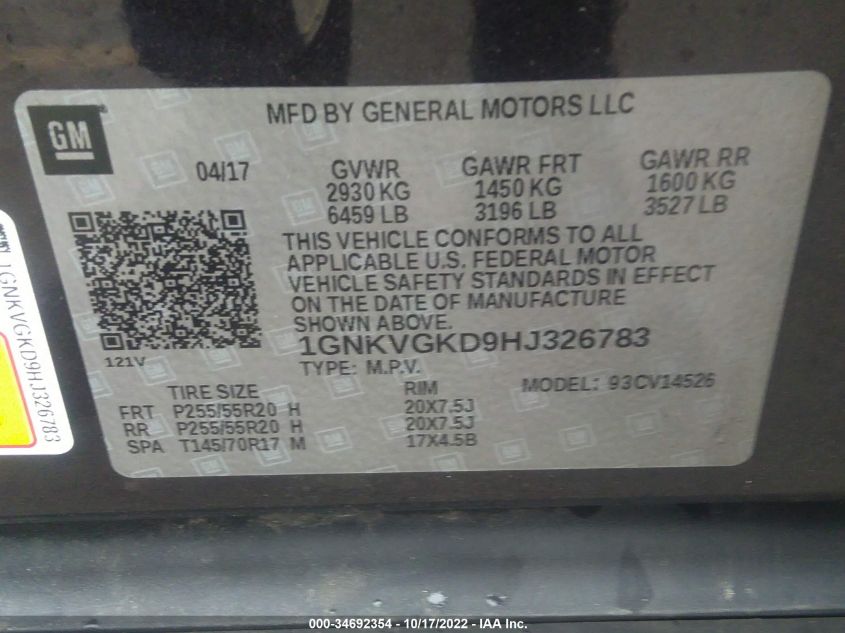 MFD BY GENERAL MOTORS LLC
GM
04/17 GVWR GAWR FRT GAWR RR
2930 KG 1450 KG 1600 KG
6459 LB 3196 LB 3527 LB
THIS VEHICLE CONFORMS TO ALL
APPLICABLE U.S. FEDERAL MOTOR
VEHICLE SAFETY STANDARDS IN EFFECT
ON THE DATE OF MANUFACTURE
SHOWN ABOVE.
1GNKVGKD9HJ326783
121V
TYPE: M.P.V.
TIRE SIZE RIM MODEL: 93CV14526
FRT P255/55R20 H 20X7.5J
RR P255/55R20 H 20X7.5J
SPA T145/70R17 M 17X4.5B
1GNKVGKD9HJ326783
000-34692354 - 10/17/2022 - IAA Inc.